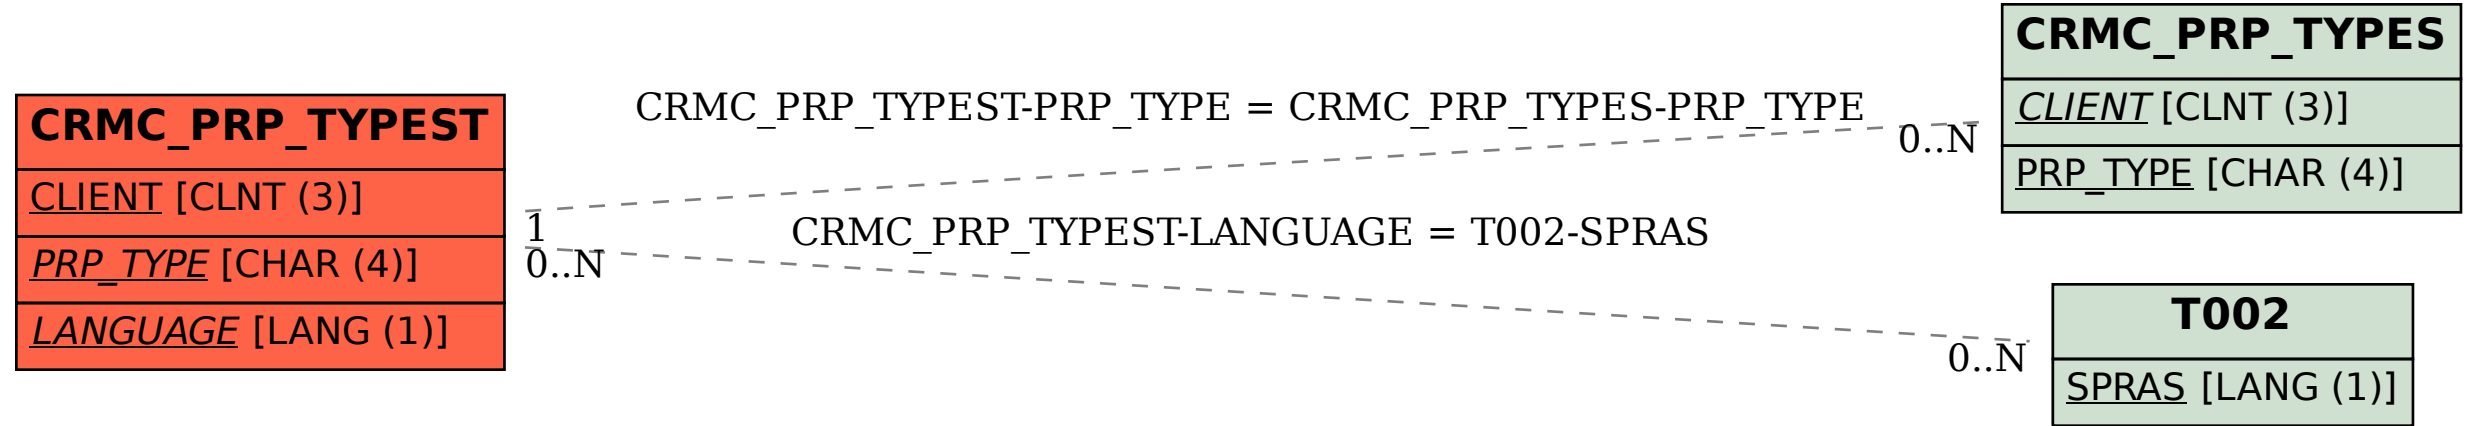 CRMC_PRP_TYPEST
CLIENT [CLNT (3)]
PRP_TYPE [CHAR (4)]
LANGUAGE [LANG (1)]
CRMC_PRP_TYPEST-PRP_TYPE = CRMC_PRP_TYPES-PRP_TYPE
1
0..N
CRMC_PRP_TYPEST-LANGUAGE = T002-SPRAS
0..N
0..N
CRMC_PRP_TYPES
CLIENT [CLNT (3)]
PRP_TYPE [CHAR (4)]
T002
SPRAS [LANG (1)]